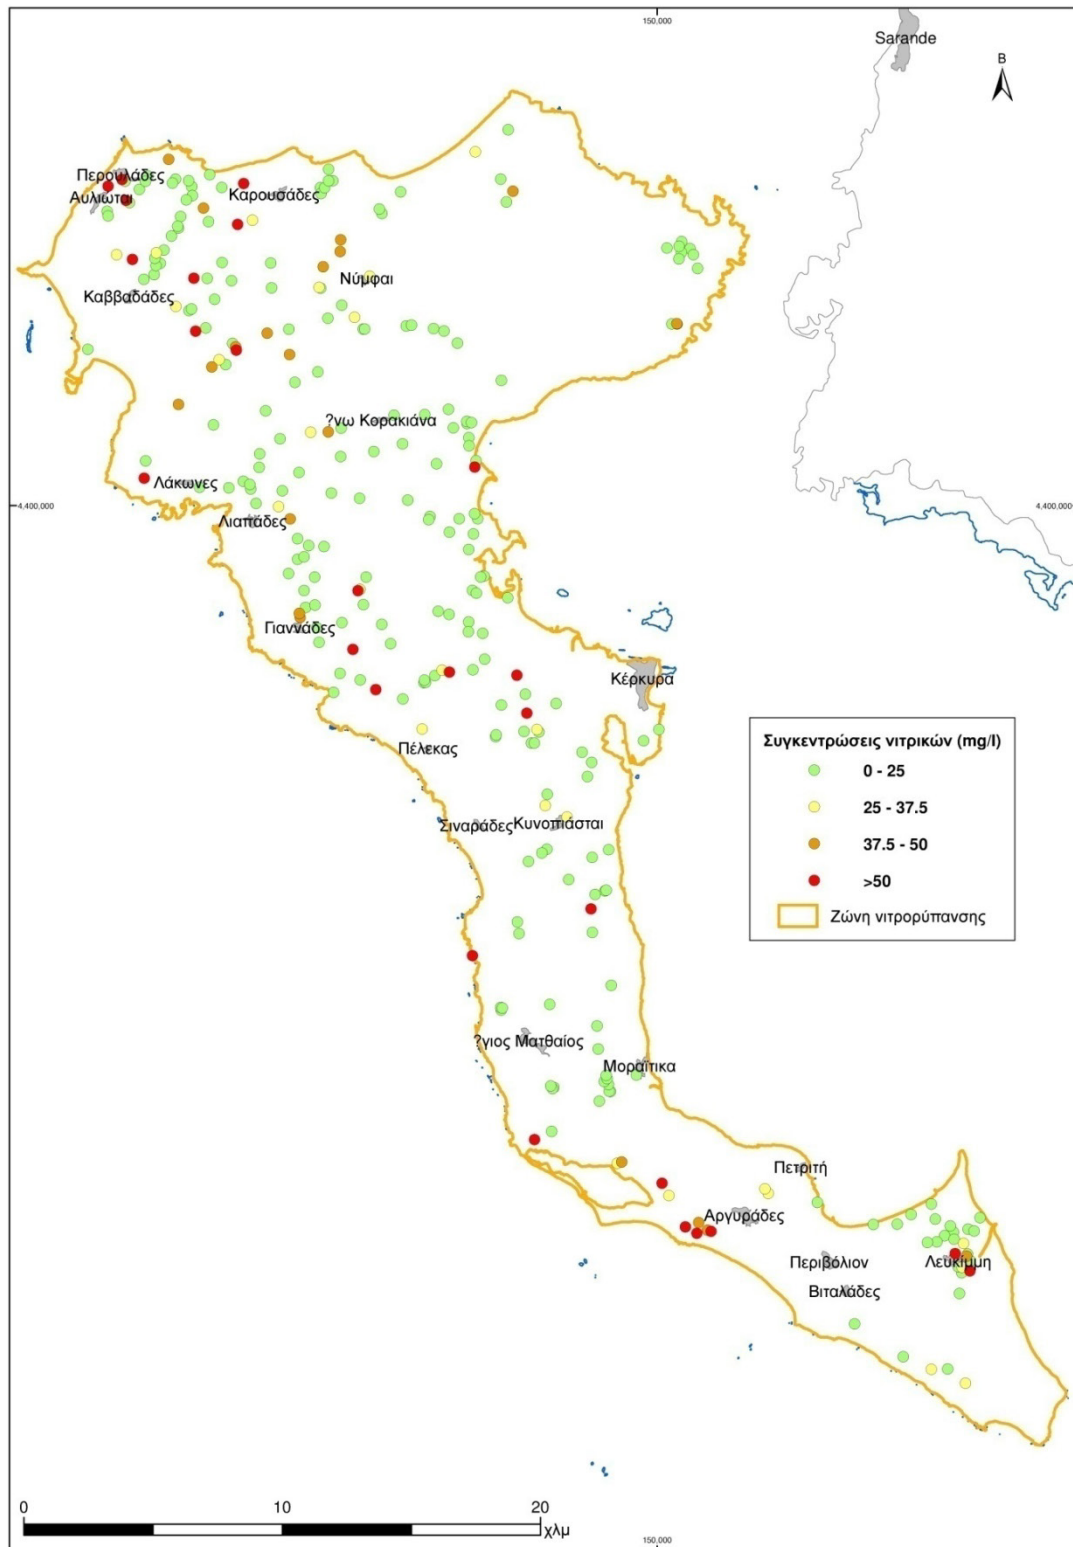 150,000
Sarande
B
Περουλάδες
Αυλιώται
Καρουσάδες
Νύμφαι
Καββαδάδες
?νω Κορακιάνα
Λάκωνες
4,400,000
4,400,000
Λιαπάδες
Γιαννάδες
Κέρκυρα
Πέλεκας
Συγκεντρώσεις νιτρικών (mg/l)
0 - 25
25 - 37.5
37.5 - 50
>50
Ζώνη νιτρορύπανσης
Σιναράδες
Κυνοπιάσται
?γιος Ματθαίος
Μοραΐτικα
Πετριτή
Αργυράδες
Περιβόλιον
Λευκίμμη
Βιταλάδες
0
10
20
χλμ
150,000